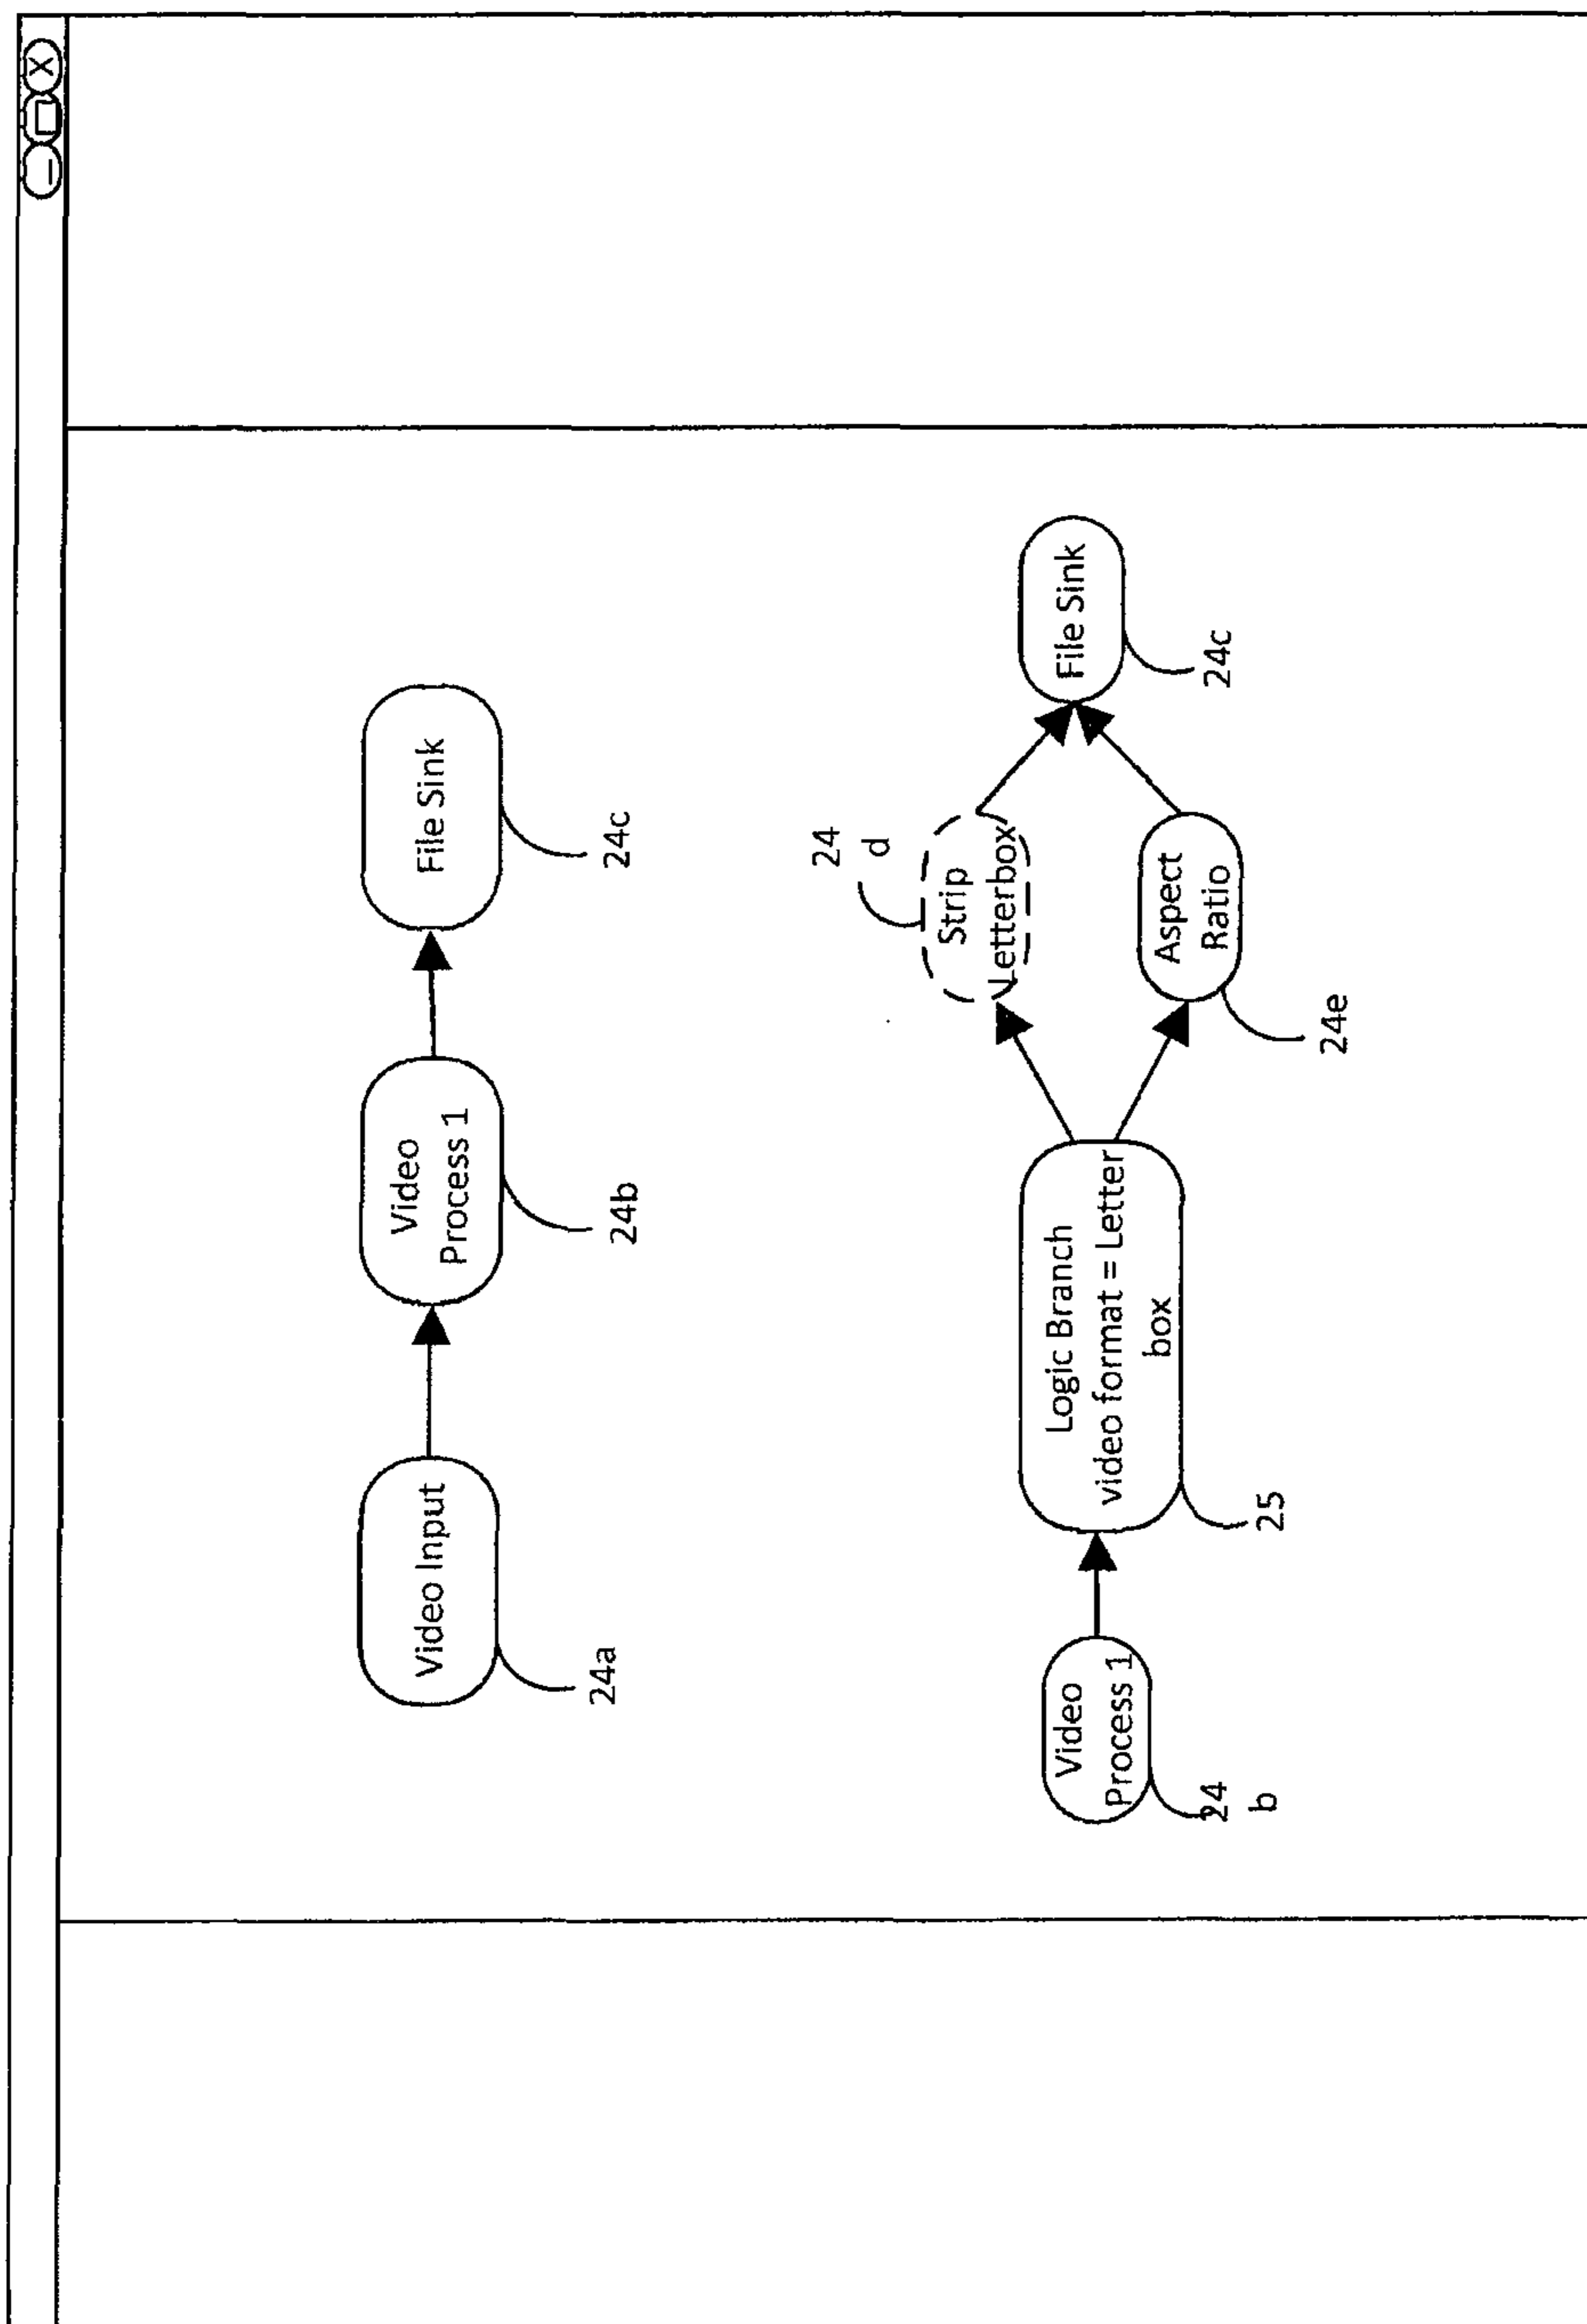 Video Input
24a
Video
Process 1
24b
File Sink
24c
Video
Process 1
24
b
Logic Branch
video format = Letter
box
25
Strip
Letterbox
24
d
Aspect
Ratio
24e
File Sink
24c